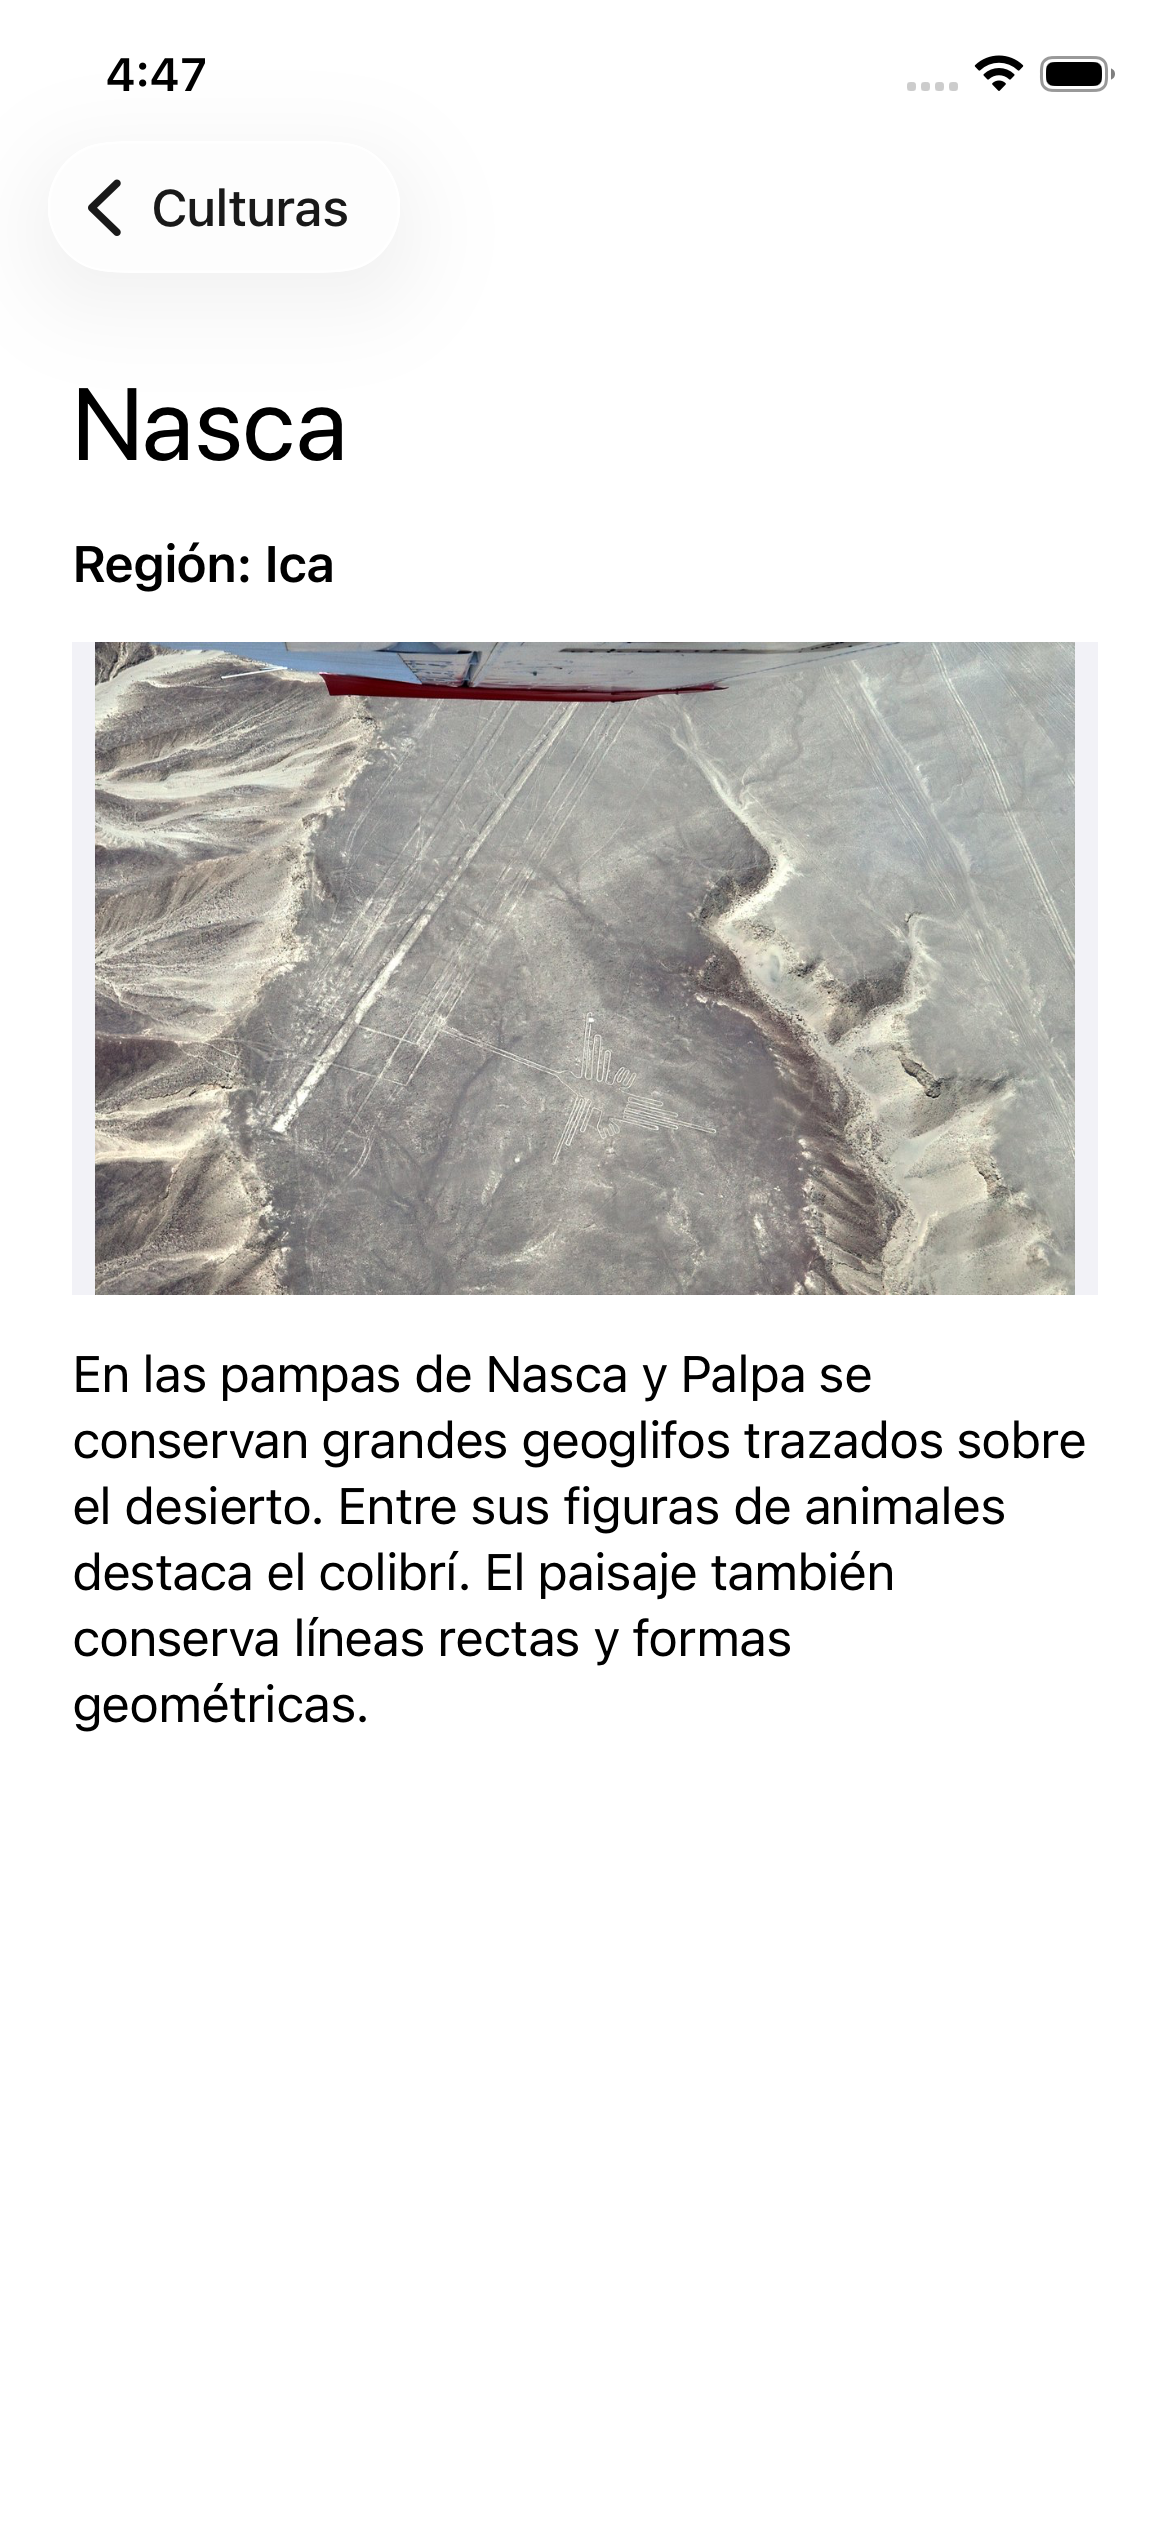 4:47
Culturas
Nasca
Región: Ica
En las pampas de Nasca y Palpa se
conservan grandes geoglifos trazados sobre
el desierto. Entre sus figuras de animales
destaca el colibrí. El paisaje también
conserva líneas rectas y formas
geométricas.